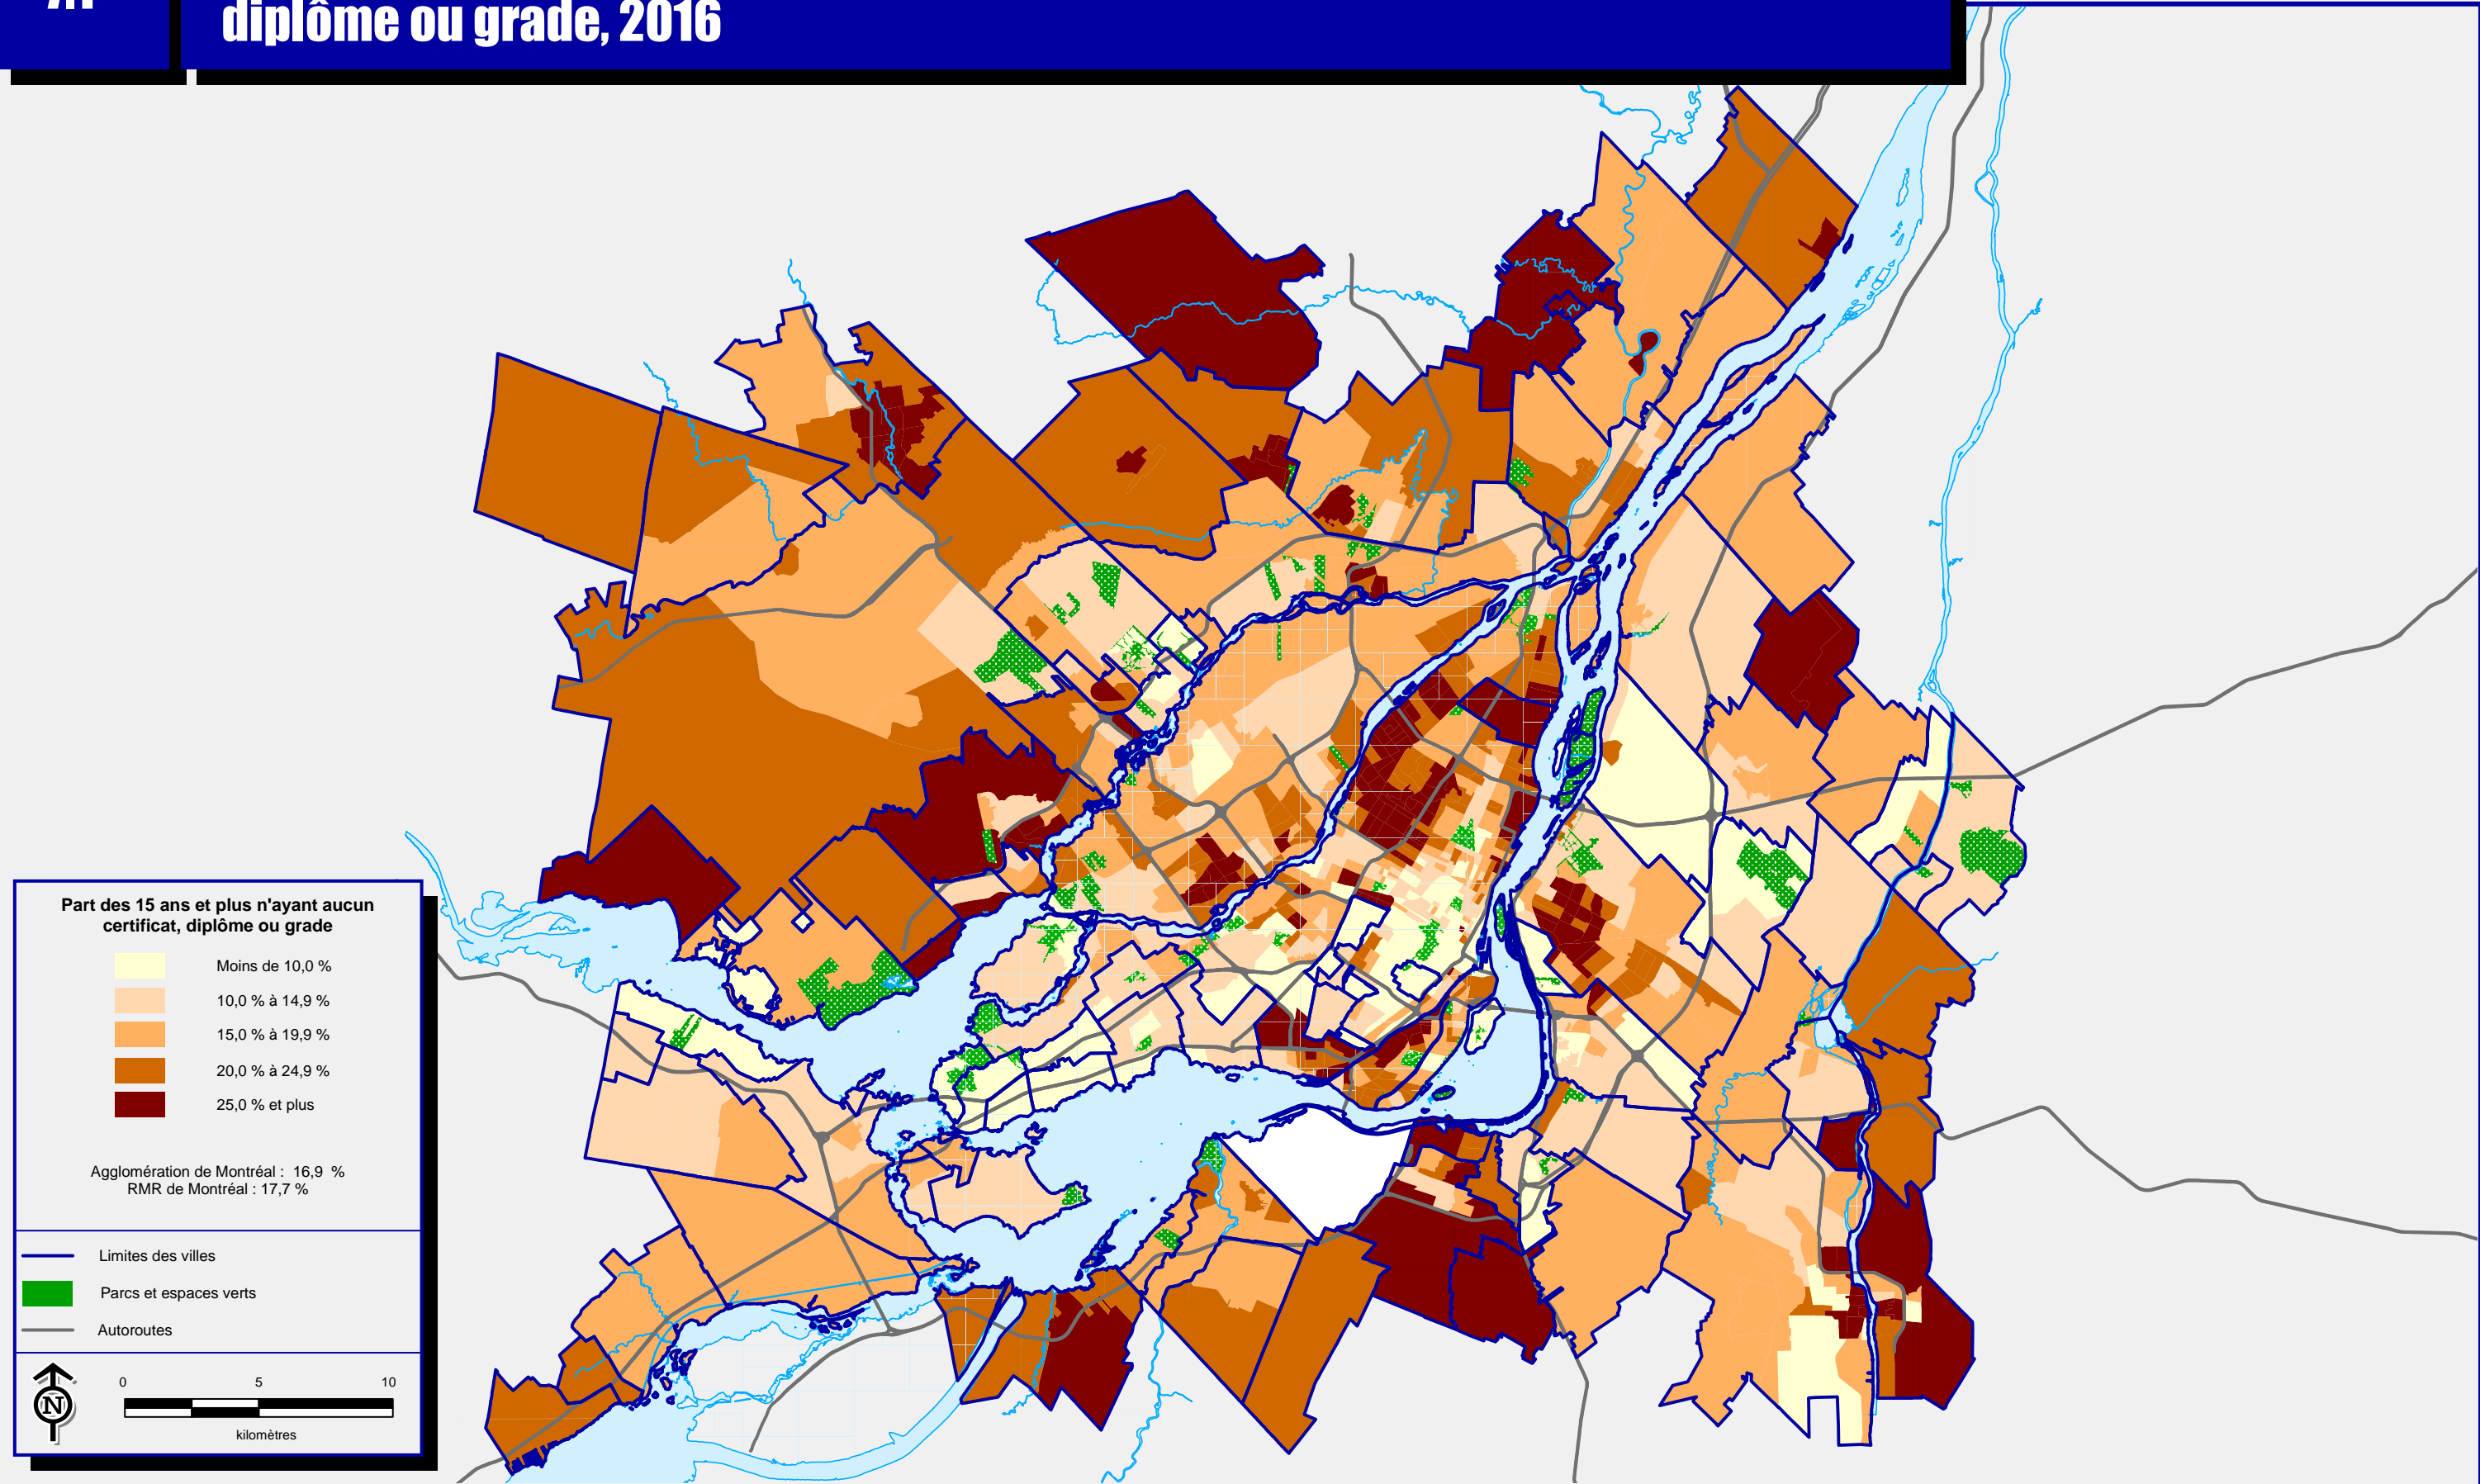 diplôme ou grade, 2016
Part des 15 ans et plus n'ayant aucun
certificat, diplôme ou grade
Moins de 10,0 %
10,0 % à 14,9 %
15,0 % à 19,9 %
20,0 % à 24,9 %
25,0 % et plus
Agglomération de Montréal : 16,9 %
RMR de Montréal : 17,7 %
Limites des villes
Parcs et espaces verts
Autoroutes
N
0 5 10
kilomètres